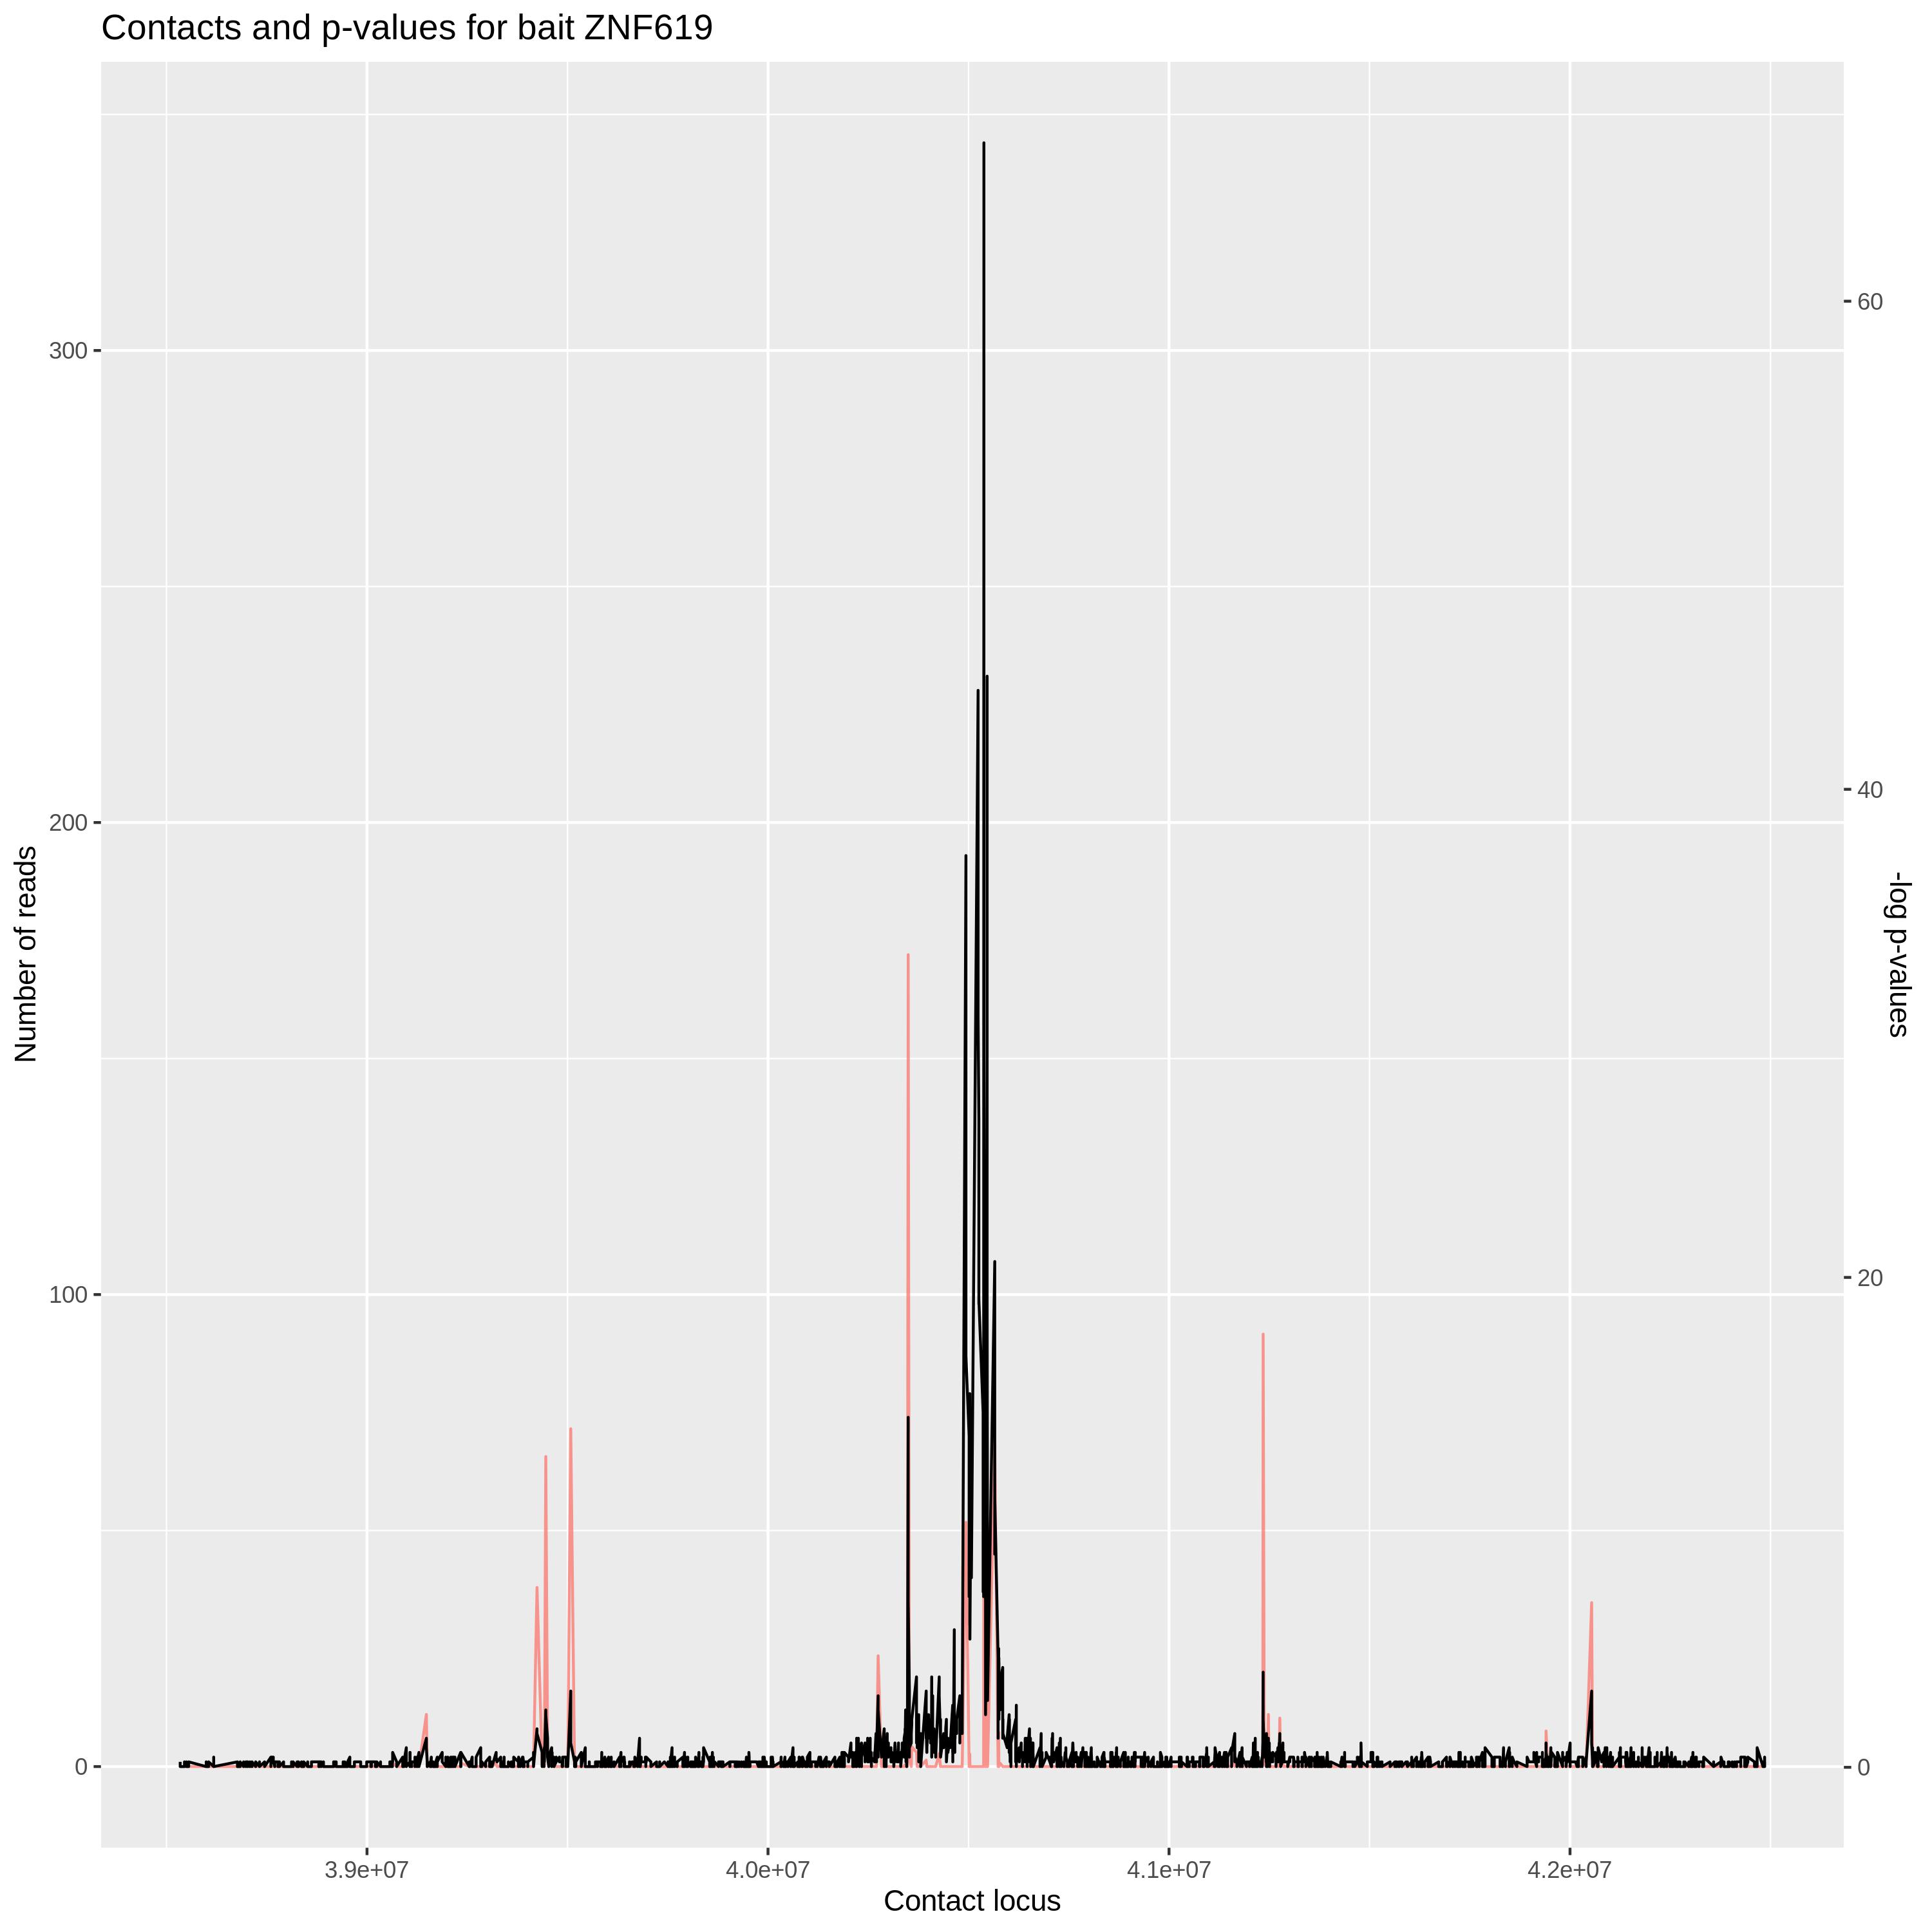 Contacts and p-values for bait ZNF619
300
200
100
0
60
40
20
0
Number of reads
-log p-values
3.9e+07
4.0e+07
4.1e+07
4.2e+07
Contact locus